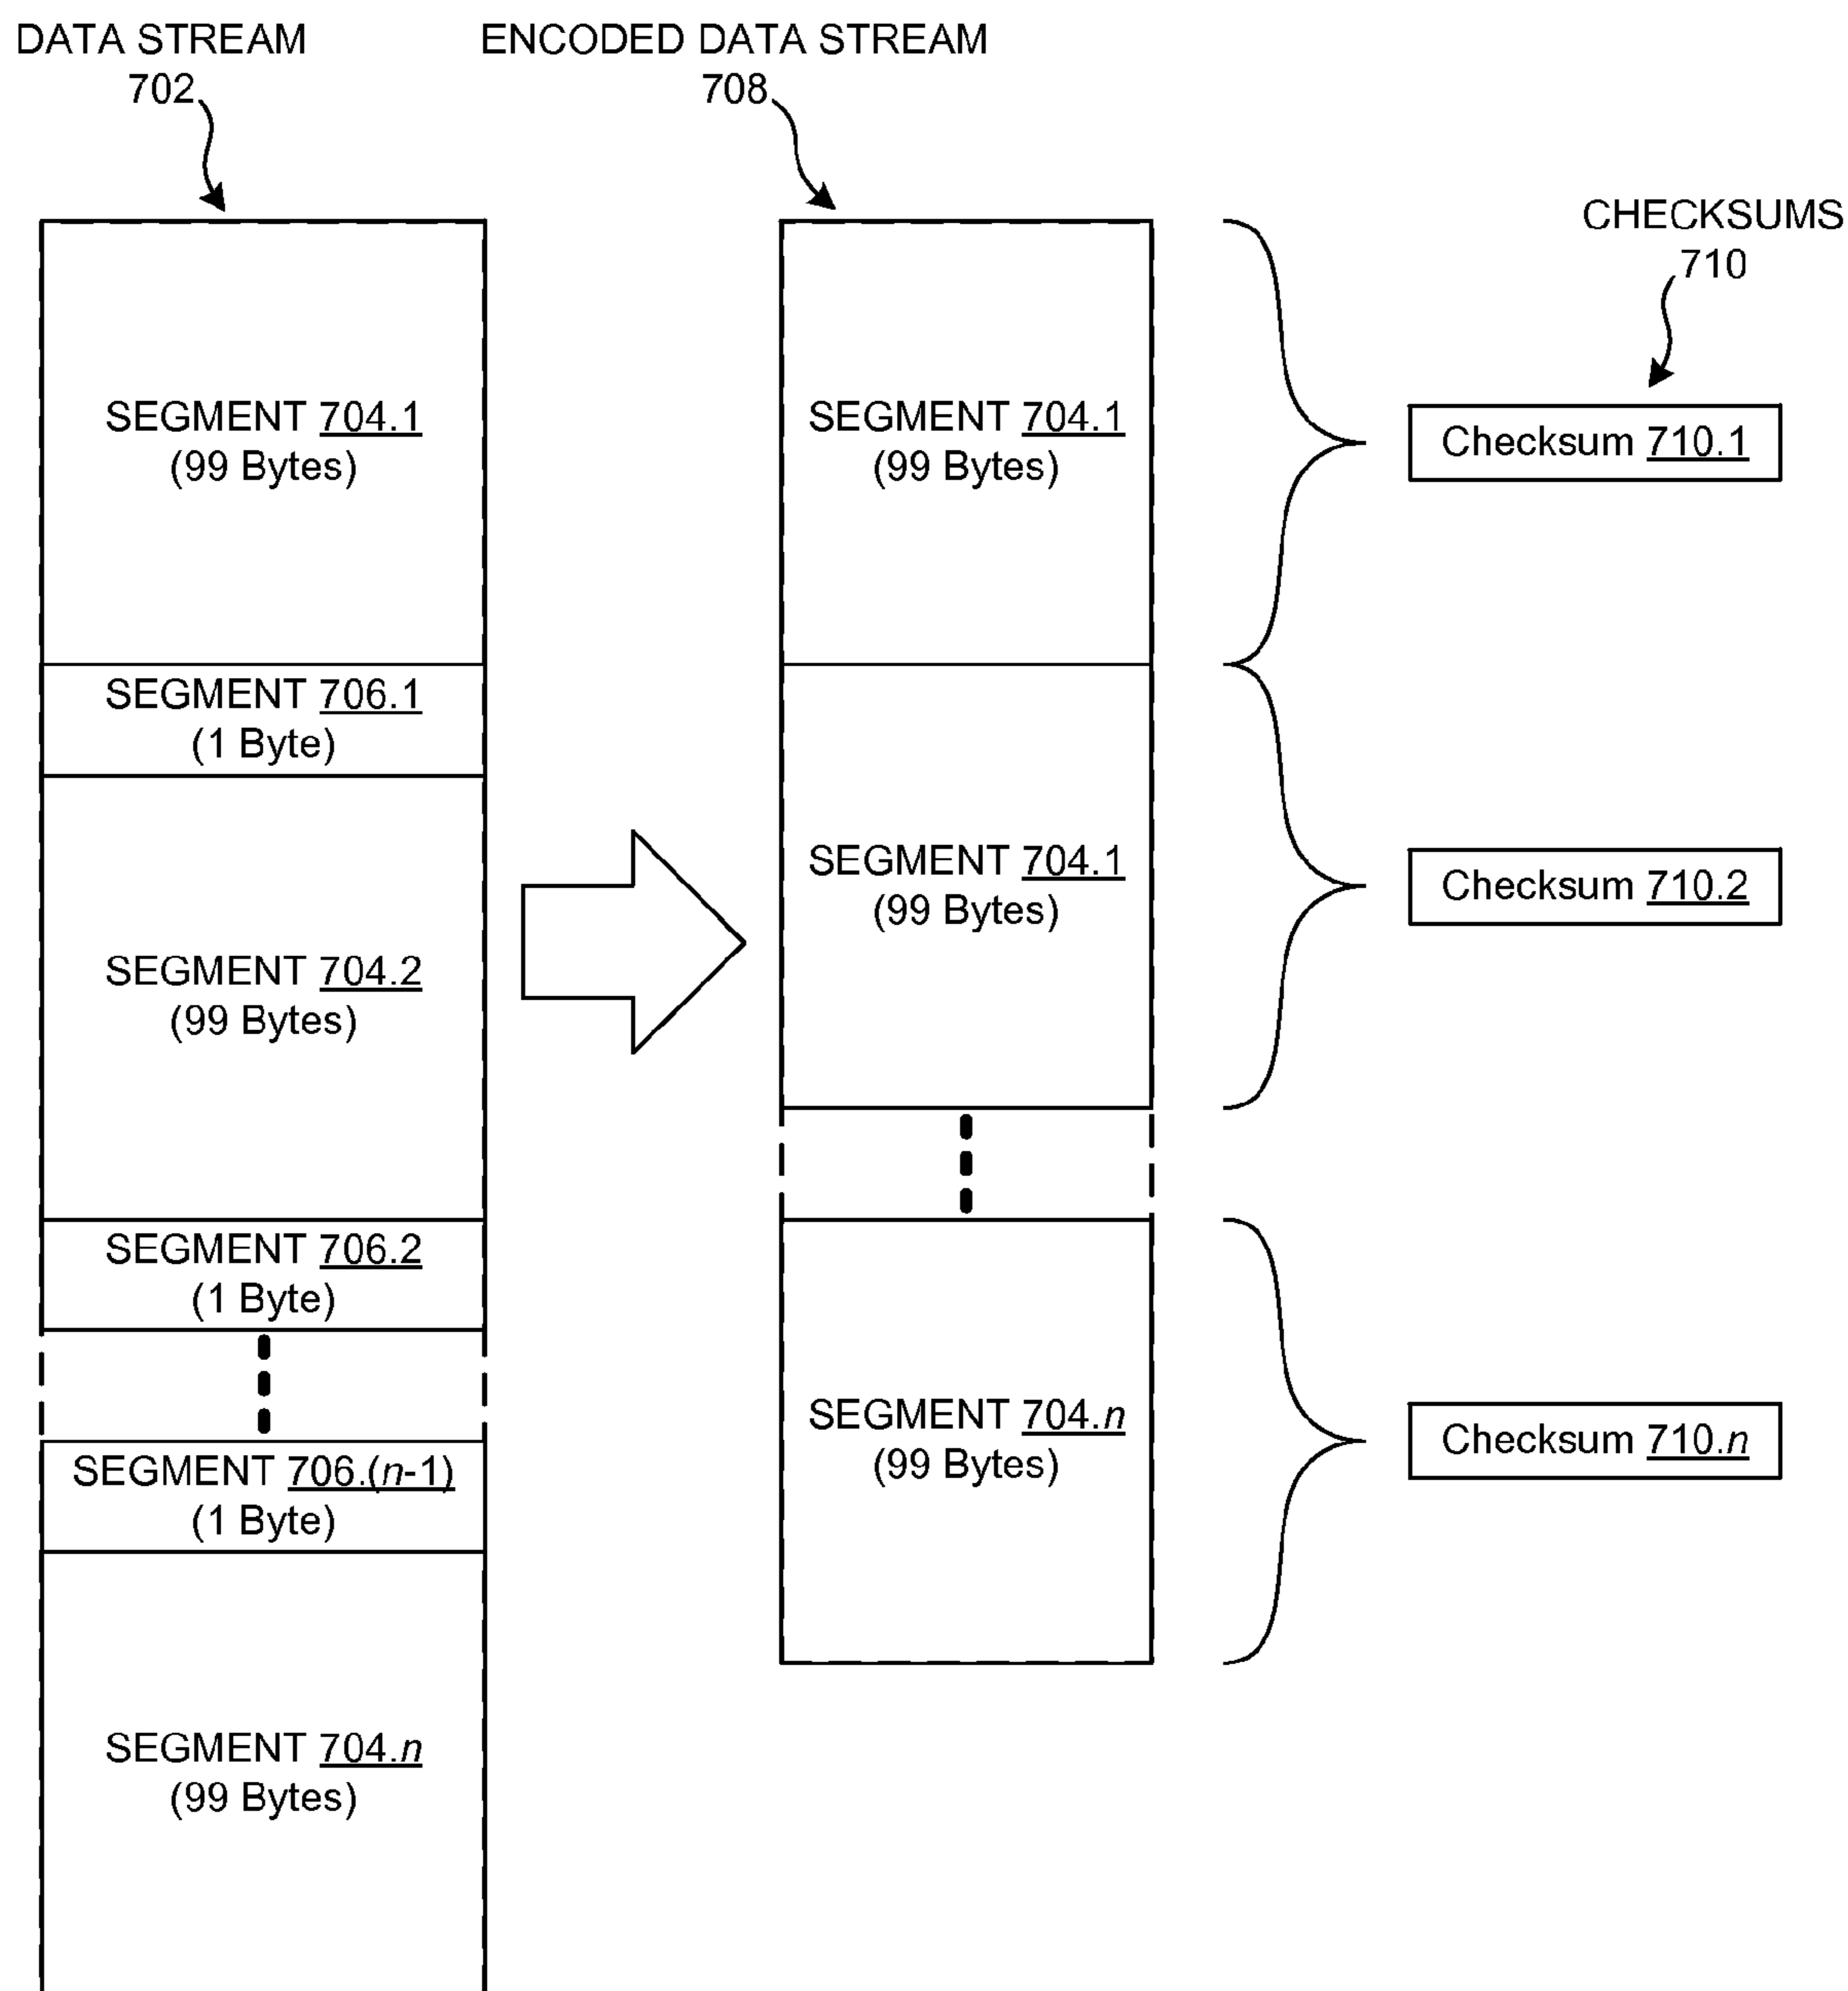 DATA STREAM
702
ENCODED DATA STREAM
708
CHECKSUMS
710
SEGMENT 704.1
(99 Bytes)
SEGMENT 706.1
(1 Byte)
SEGMENT 704.2
(99 Bytes)
SEGMENT 706.2
(1 Byte)
SEGMENT 706.(n-1)
(1 Byte)
SEGMENT 704.n
(99 Bytes)
SEGMENT 704.1
(99 Bytes)
SEGMENT 704.1
(99 Bytes)
SEGMENT 704.n
(99 Bytes)
Checksum 710.1
Checksum 710.2
Checksum 710.n